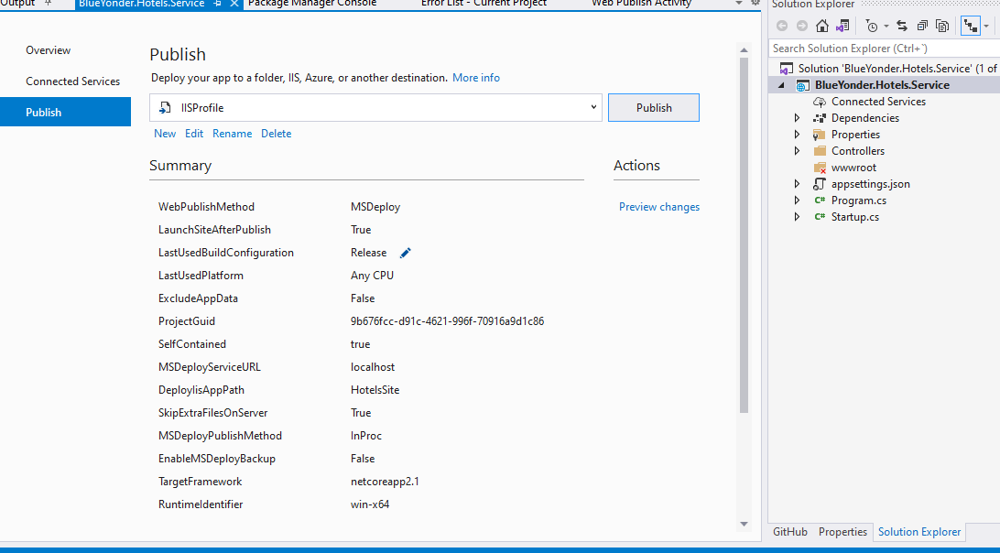 Output BlueYonder.Hotels.Service Package Manager Console Error List - Current Project Web Publish Activity
Overview
Connected Services
Publish
Publish
Deploy your app to a folder, IIS, Azure, or another destination. More info
IISProfile
Publish
New Edit Rename Delete
Summary
Actions
WebPublishMethod MSDeploy
Preview changes
LaunchSiteAfterPublish True
LastUsedBuildConfiguration Release
LastUsedPlatform Any CPU
ExcludeAppData False
ProjectGuid 9b676fcc-d91c-4621-996f-70916a9d1c86
SelfContained true
MSDeployServiceURL localhost
DeployIisAppPath HotelsSite
SkipExtraFilesOnServer True
MSDeployPublishMethod InProc
EnableMSDeployBackup False
TargetFramework netcoreapp2.1
RuntimeIdentifier win-x64
Solution Explorer
Search Solution Explorer (Ctrl+`)
Solution 'BlueYonder.Hotels.Service' (1 of
BlueYonder.Hotels.Service
Connected Services
Dependencies
Properties
Controllers
wwwroot
appsettings.json
C# Program.cs
C# Startup.cs
GitHub Properties Solution Explorer